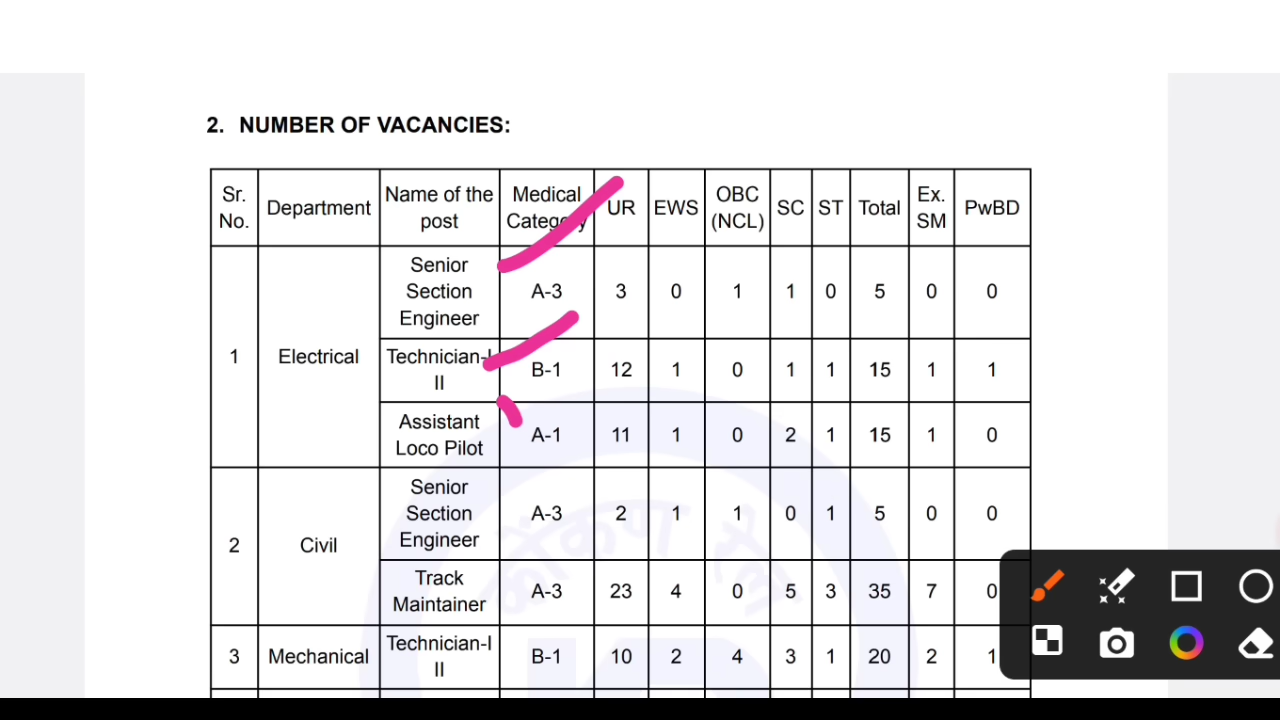 2. NUMBER OF VACANCIES:
Sr. No. Department Name of the post Medical Category UR EWS OBC (NCL) SC ST Total Ex. SM PwBD
1 Electrical Senior Section Engineer A-3 3 0 1 1 0 5 0 0
Technician-I II B-1 12 1 0 1 1 15 1 1
Assistant Loco Pilot A-1 11 1 0 2 1 15 1 0
2 Civil Senior Section Engineer A-3 2 1 1 0 1 5 0 0
Track Maintainer A-3 23 4 0 5 3 35 7 0
3 Mechanical Technician-I II B-1 10 2 4 3 1 20 2 1
कोंकण रेल